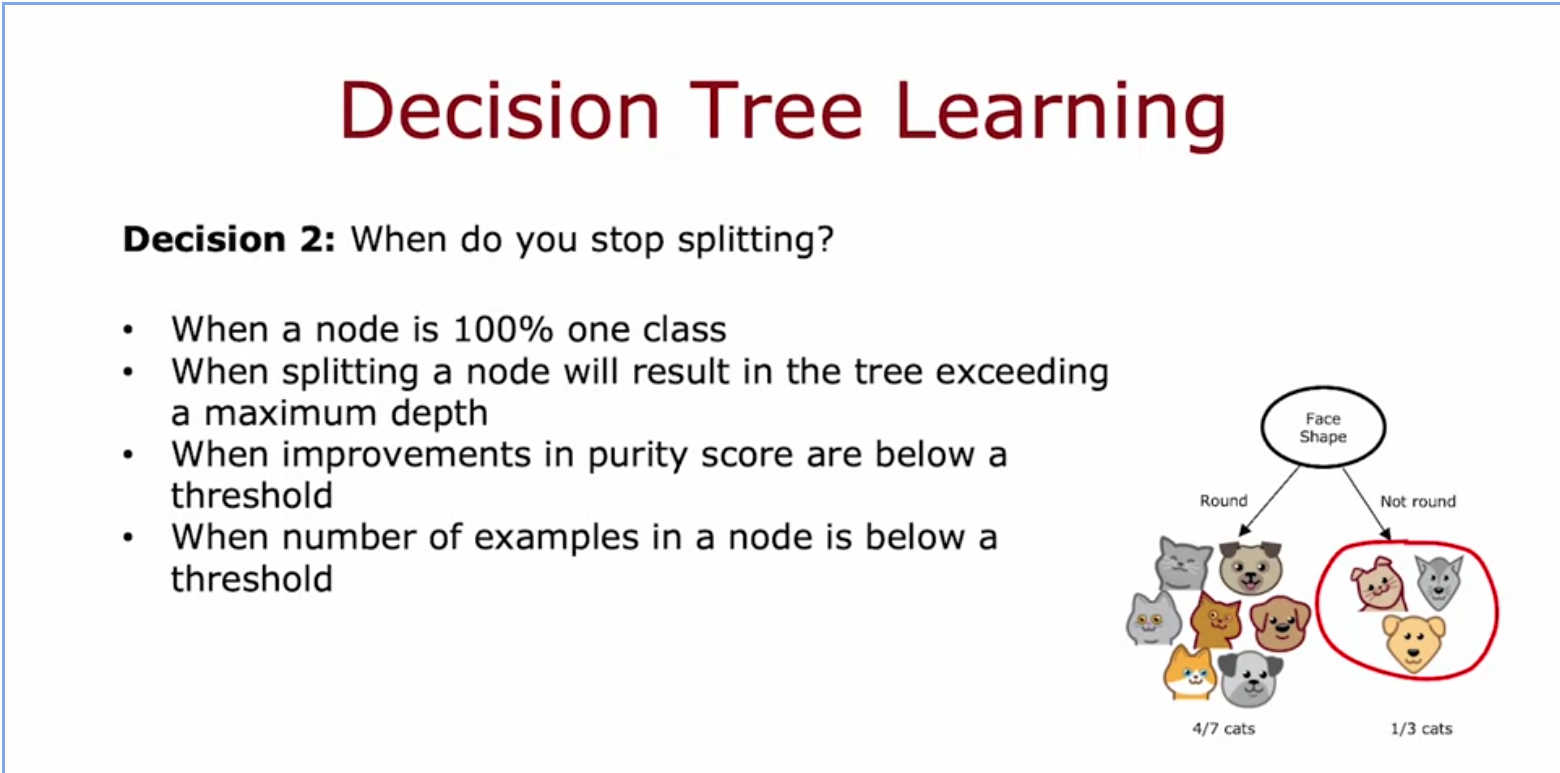 Decision Tree Learning
Decision 2: When do you stop splitting?
• When a node is 100% one class
• When splitting a node will result in the tree exceeding
a maximum depth
• When improvements in purity score are below a
threshold
• When number of examples in a node is below a
threshold
Face
Shape
Round
Not round
4/7 cats
1/3 cats